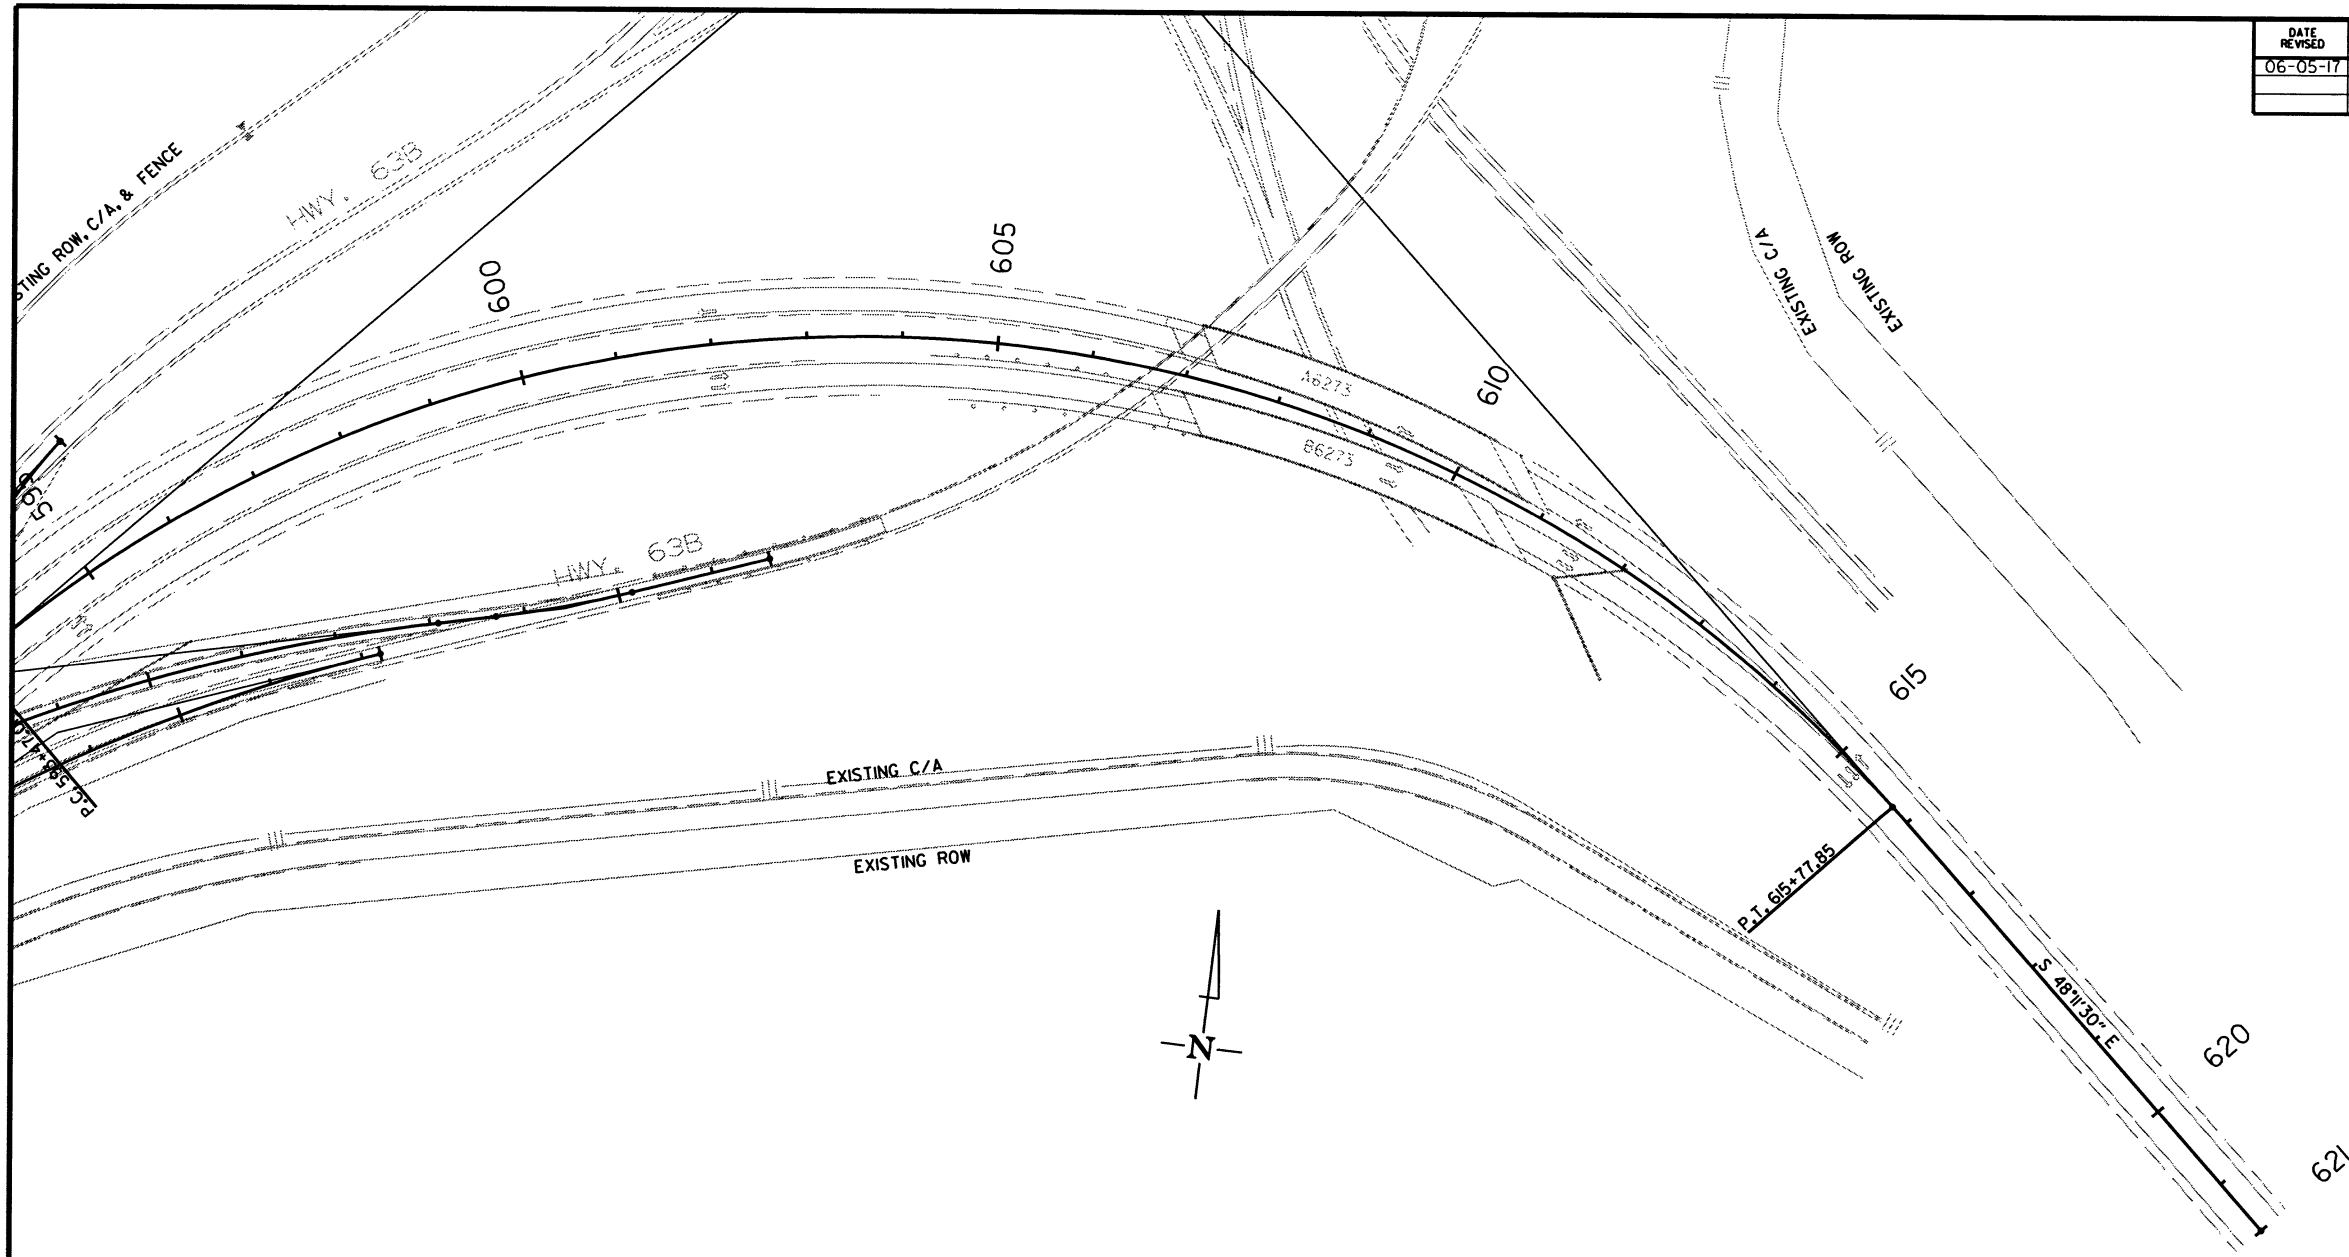 DATE
REVISED
06-05-17
STING ROW, C/A, & FENCE
HWY. 63B
600
605
610
615
620
621
595
EXISTING C/A
EXISTING ROW
A6273
B6273
HWY. 63B
EXISTING C/A
EXISTING ROW
P.T. 615+77.85
S 48°11'30" E
N